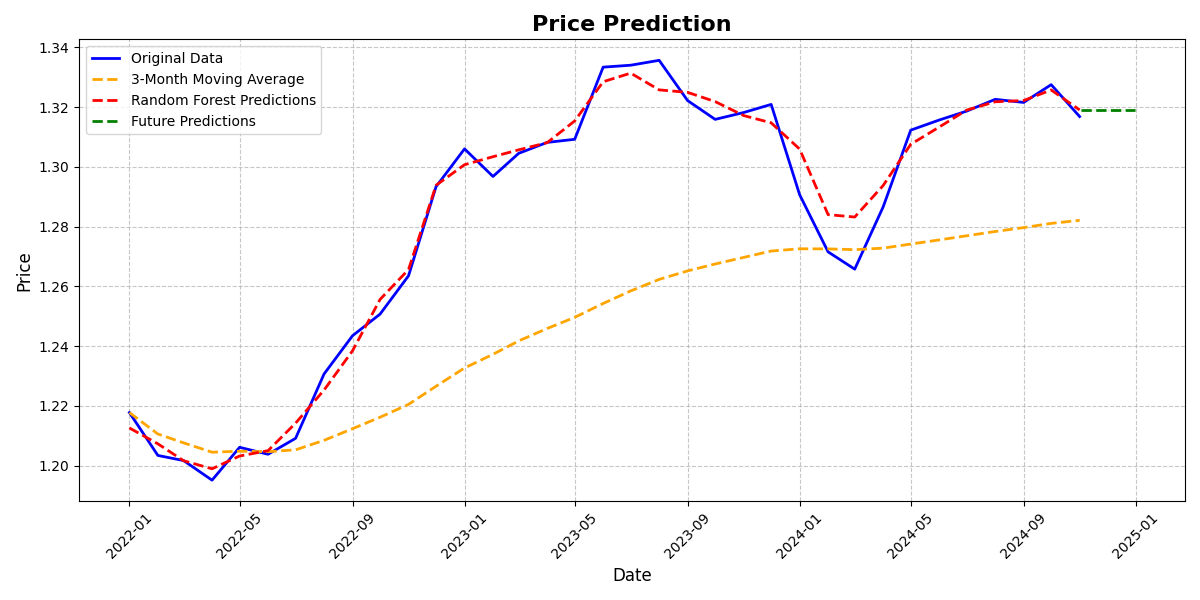 Price Prediction
Original Data
3-Month Moving Average
Random Forest Predictions
Future Predictions
Price
1.34
1.32
1.30
1.28
1.26
1.24
1.22
1.20
2022-01
2022-05
2022-09
2023-01
2023-05
2023-09
2024-01
2024-05
2024-09
2025-01
Date